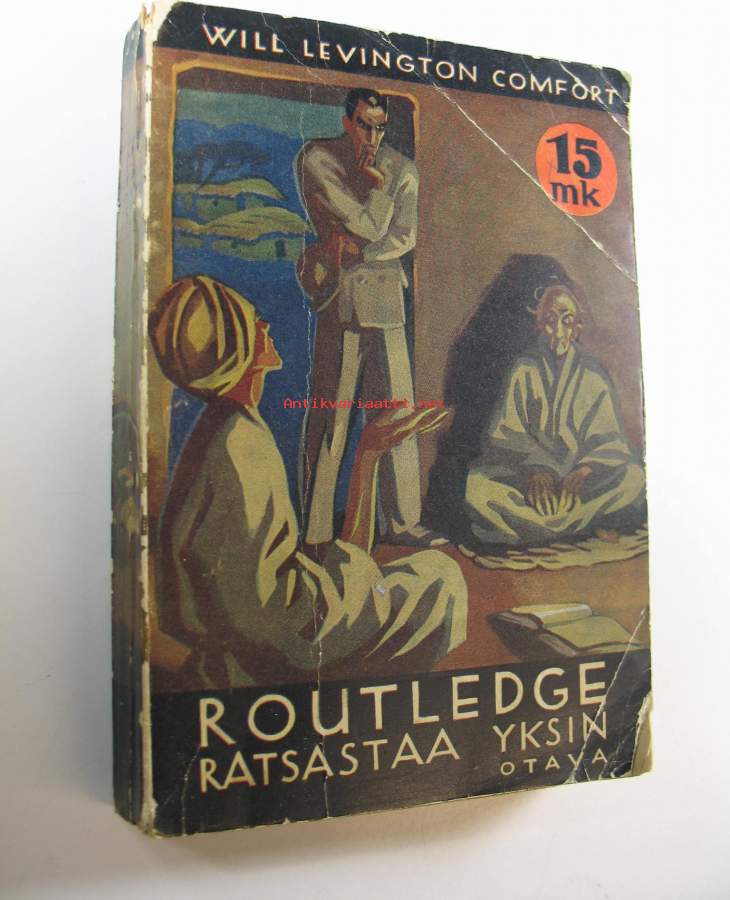 WILL LEVINGTON COMFORT
15
mk
Antikvariaatti.net
ROUTLEDGE
RATSASTAA YKSIN
OTAVA